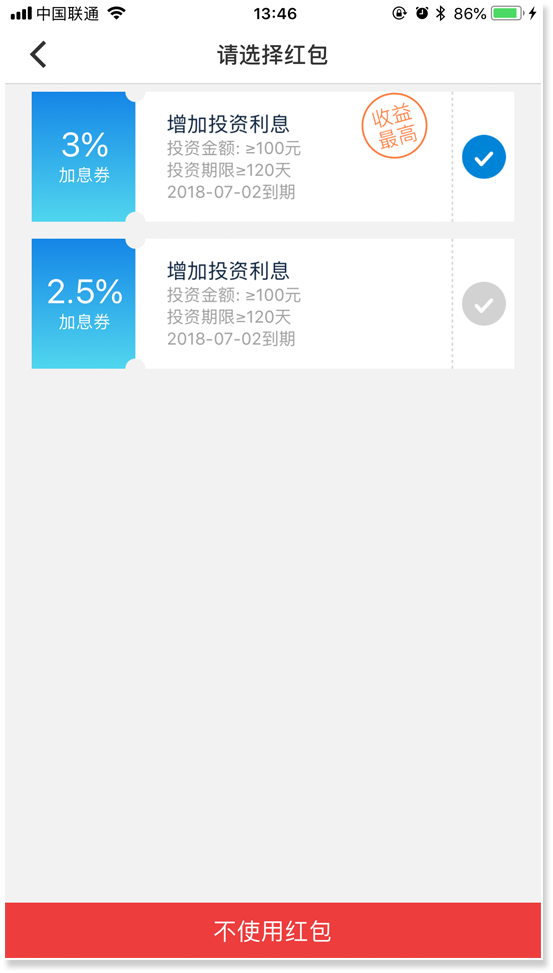 中国联通 13:46 86%
请选择红包
3%
加息券
增加投资利息
投资金额: ≥100元
投资期限≥120天
2018-07-02到期
收益
最高
2.5%
加息券
增加投资利息
投资金额: ≥100元
投资期限≥120天
2018-07-02到期
不使用红包